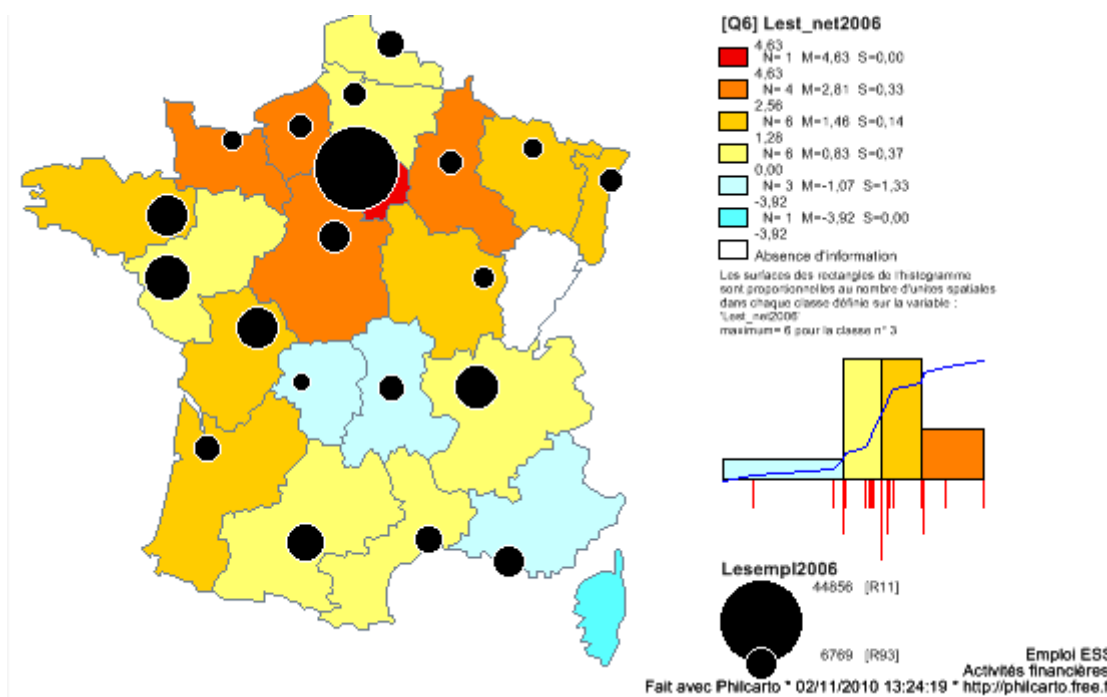 [Q6] Lest_net2006
4,63
N= 1 M=4,63 S=0,00
4,63
N= 4 M=2,81 S=0,33
2,56
N= 6 M=1,46 S=0,14
1,28
N= 6 M=0,83 S=0,37
0,00
N= 3 M=-1,07 S=1,33
-3,92
N= 1 M=-3,92 S=0,00
-3,92
Absence d'information
Les surfaces des rectangles de l'histogramme
sont proportionnelles au nombre d'unites spatiales
dans chaque classe définie sur la variable :
'Lest_net2006'
maximum= 6 pour la classe n° 3
Lesempl2006
44856 [R11]
6769 [R93]
Emploi ESS
Activités financières
Fait avec Philcarto * 02/11/2010 13:24:19 * http://philcarto.free.f